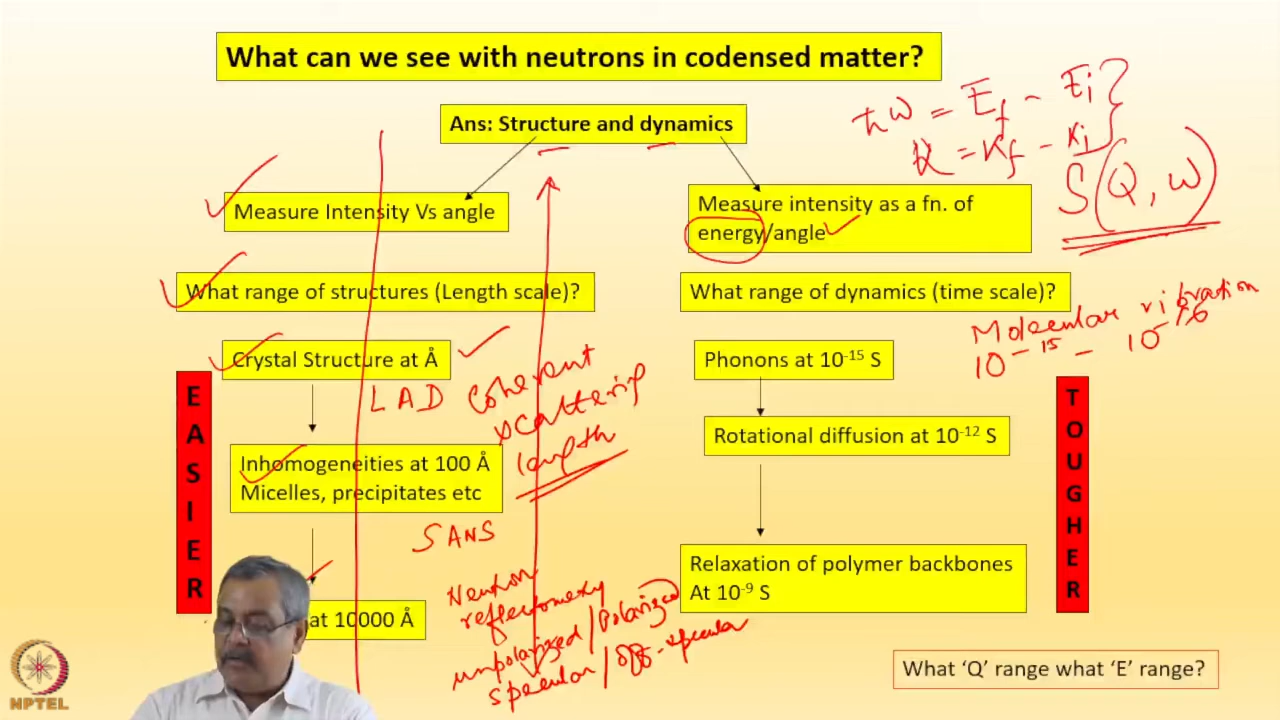 What can we see with neutrons in codensed matter?
Ans: Structure and dynamics
ħω = Ef - Ei }
K = Kf - Ki
S(Q, ω)
Measure Intensity Vs angle
Measure intensity as a fn. of
energy/angle
What range of structures (Length scale)?
What range of dynamics (time scale)?
Molecular vibration
10-15 - 10-16
Crystal Structure at Å
Phonons at 10-15 S
LAD
Coherent
scattering
length
EASIER
TOUGHER
Rotational diffusion at 10-12 S
Inhomogeneities at 100 Å
Micelles, precipitates etc
SANS
Relaxation of polymer backbones
At 10-9 S
Neutron
reflectometry
unpolarized/Polarized
specular/off-specular
at 10000 Å
What 'Q' range what 'E' range?
NPTEL